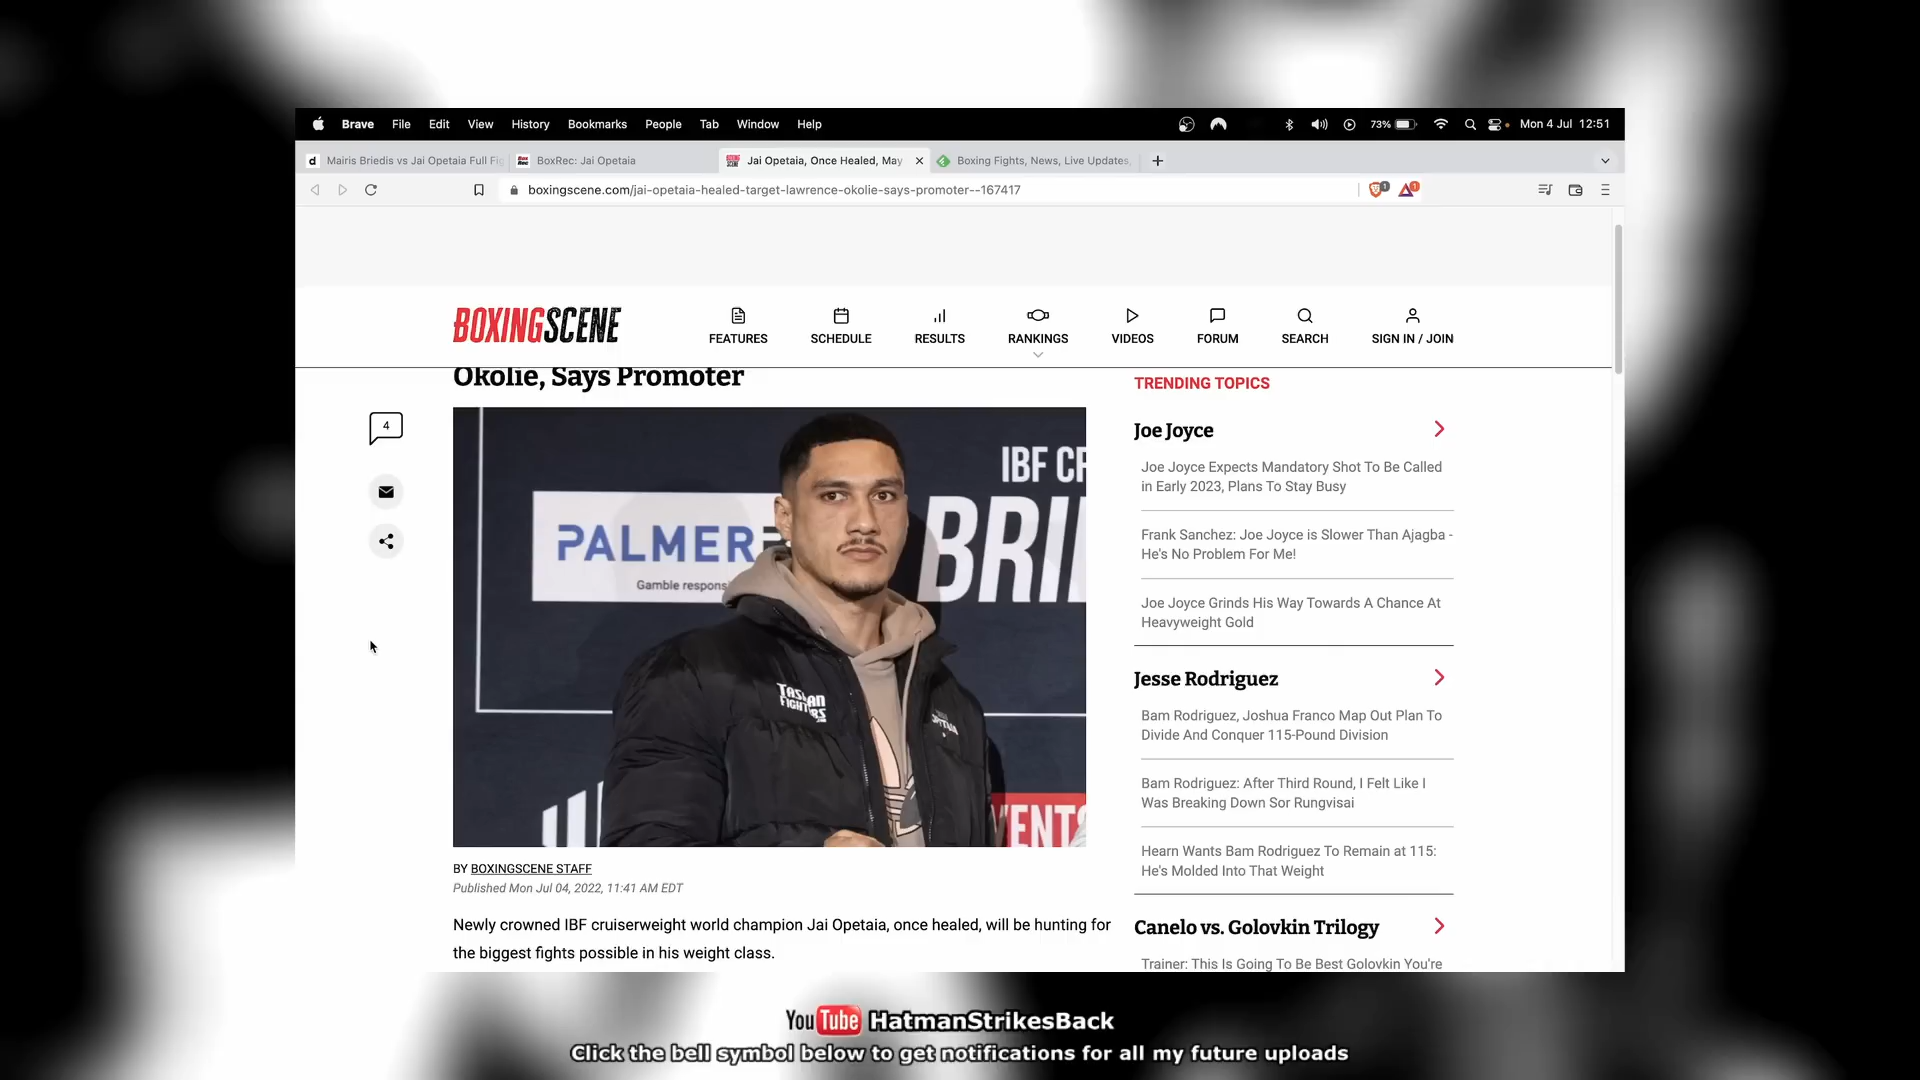 Brave File Edit View History Bookmarks People Tab Window Help 73% Mon 4 Jul 12:51
d Mairis Briedis vs Jai Opetaia Full Fig BoxRec: Jai Opetaia Jai Opetaia, Once Healed, May Boxing Fights, News, Live Updates,
boxingscene.com/jai-opetaia-healed-target-lawrence-okolie-says-promoter--167417
BOXINGSCENE
FEATURES SCHEDULE RESULTS RANKINGS VIDEOS FORUM SEARCH SIGN IN / JOIN
Okolie, Says Promoter
4
IBF CR
PALMER
Gamble respons
BRI
TASMAN
FIGHTERS
.COM
ENTS
BY BOXINGSCENE STAFF
Published Mon Jul 04, 2022, 11:41 AM EDT
Newly crowned IBF cruiserweight world champion Jai Opetaia, once healed, will be hunting for
the biggest fights possible in his weight class.
TRENDING TOPICS
Joe Joyce
Joe Joyce Expects Mandatory Shot To Be Called
in Early 2023, Plans To Stay Busy
Frank Sanchez: Joe Joyce is Slower Than Ajagba -
He's No Problem For Me!
Joe Joyce Grinds His Way Towards A Chance At
Heavyweight Gold
Jesse Rodriguez
Bam Rodriguez, Joshua Franco Map Out Plan To
Divide And Conquer 115-Pound Division
Bam Rodriguez: After Third Round, I Felt Like I
Was Breaking Down Sor Rungvisai
Hearn Wants Bam Rodriguez To Remain at 115:
He's Molded Into That Weight
Canelo vs. Golovkin Trilogy
Trainer: This Is Going To Be Best Golovkin You're
YouTube HatmanStrikesBack
Click the bell symbol below to get notifications for all my future uploads